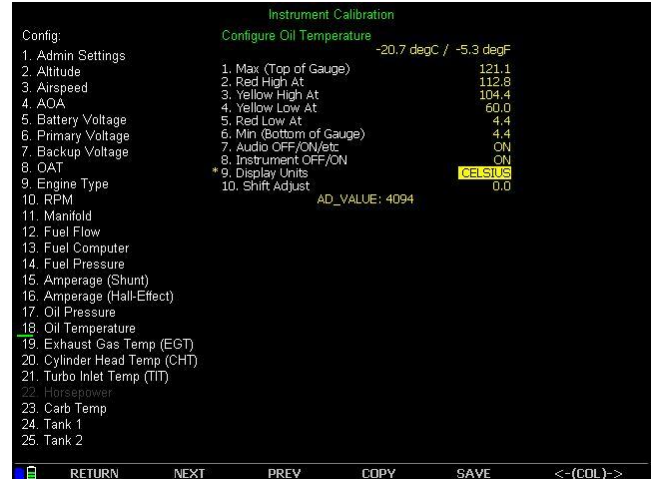 Instrument Calibration
Config:
1. Admin Settings
2. Altitude
3. Airspeed
4. AOA
5. Battery Voltage
6. Primary Voltage
7. Backup Voltage
8. OAT
9. Engine Type
10. RPM
11. Manifold
12. Fuel Flow
13. Fuel Computer
14. Fuel Pressure
15. Amperage (Shunt)
16. Amperage (Hall-Effect)
17. Oil Pressure
18. Oil Temperature
19. Exhaust Gas Temp (EGT)
20. Cylinder Head Temp (CHT)
21. Turbo Inlet Temp (TIT)
22. Horsepower
23. Carb Temp
24. Tank 1
25. Tank 2
Configure Oil Temperature
-20.7 degC / -5.3 degF
1. Max (Top of Gauge) 121.1
2. Red High At 112.8
3. Yellow High At 104.4
4. Yellow Low At 60.0
5. Red Low At 4.4
6. Min (Bottom of Gauge) 4.4
7. Audio OFF/ON/etc ON
8. Instrument OFF/ON ON
*9. Display Units CELSIUS
10. Shift Adjust 0.0
AD_VALUE: 4094
RETURN NEXT PREV COPY SAVE <-(COL)->